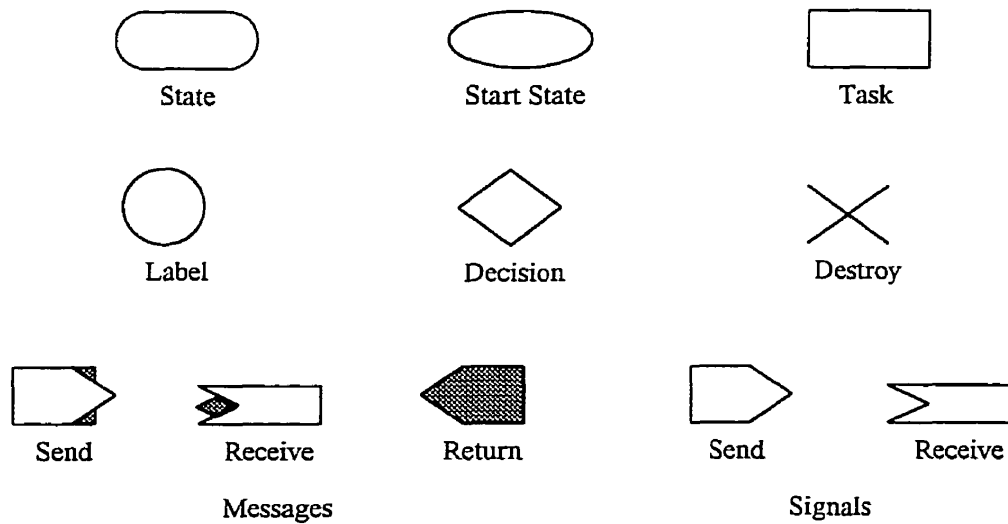 State Start State Task
Label Decision Destroy
Send Receive Return Send Receive
Messages Signals